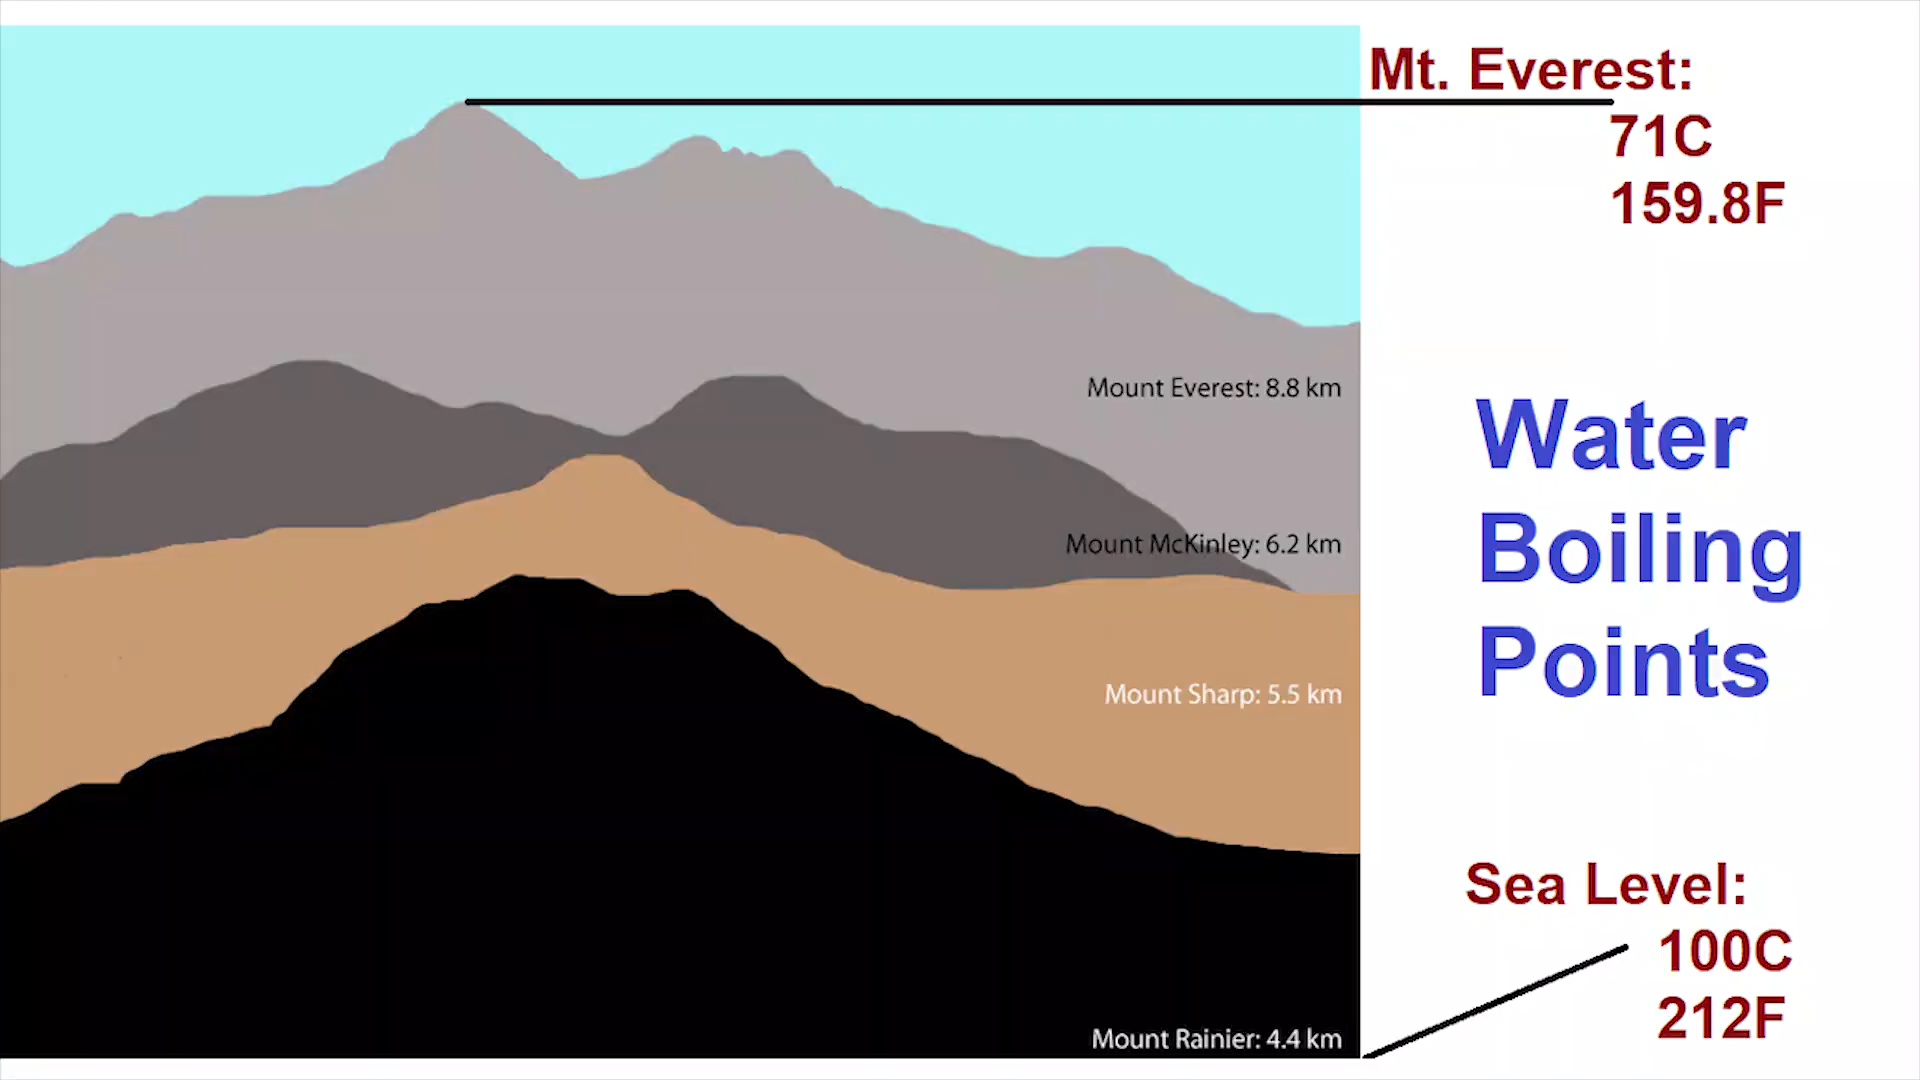 Mt. Everest:
71C
159.8F
Mount Everest: 8.8 km
Water
Boiling
Points
Mount McKinley: 6.2 km
Mount Sharp: 5.5 km
Sea Level:
100C
212F
Mount Rainier: 4.4 km